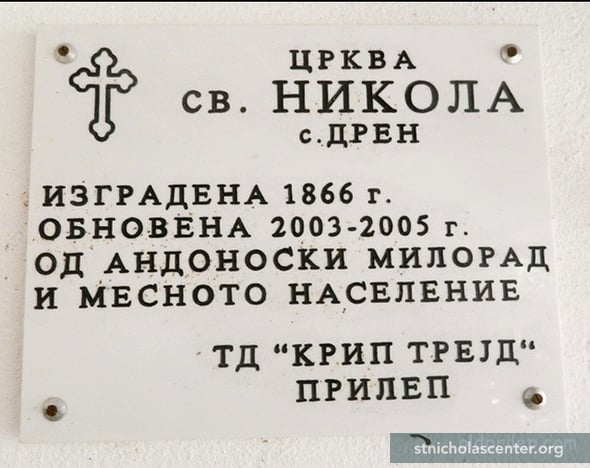 ЦРКВА
св. НИКОЛА
с.ДРЕН
ИЗГРАДЕНА 1866 г.
ОБНОВЕНА 2003-2005 г.
ОД АНДОНОСКИ МИЛОРАД
И МЕСНОТО НАСЕЛЕНИЕ
ТД “КРИП ТРЕЈД“
ПРИЛЕП
stnicholascenter.org